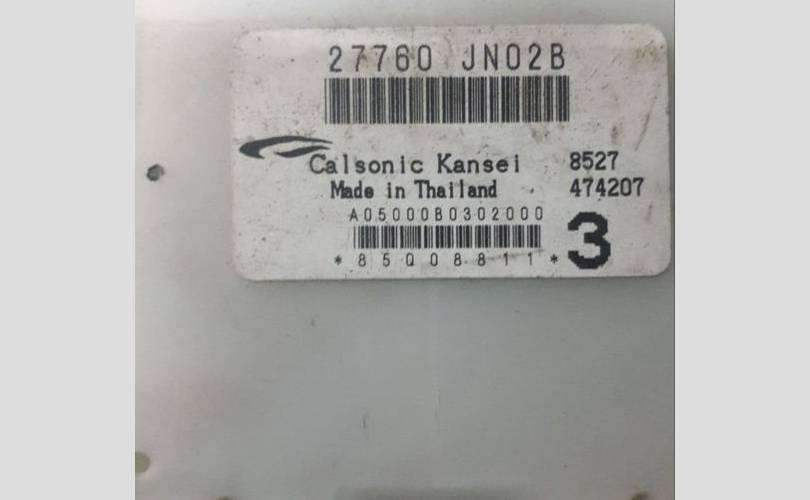 27760 JN02B
Calsonic Kansei 8527
Made in Thailand 474207
A05000B0302000
*85Q08811* 3